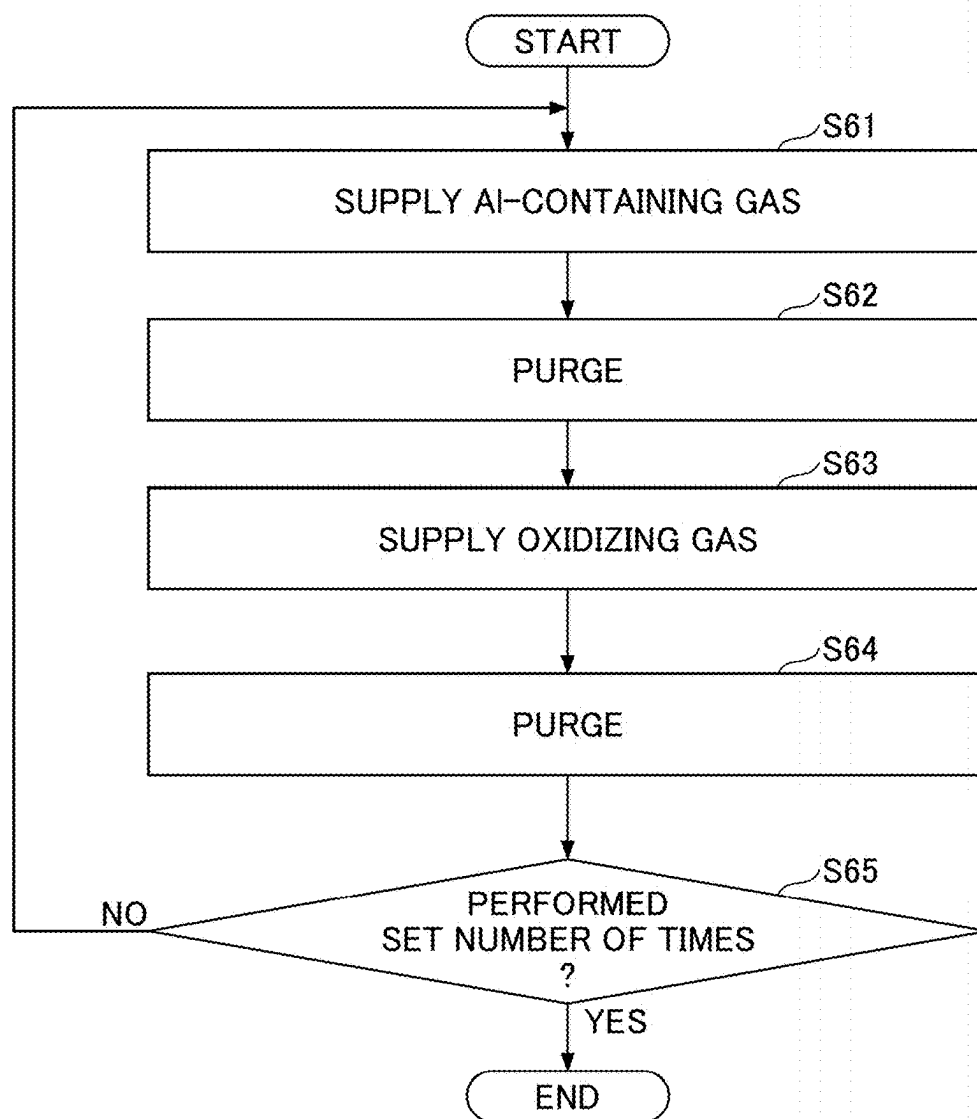 START
S61
SUPPLY Al-CONTAINING GAS
S62
PURGE
S63
SUPPLY OXIDIZING GAS
S64
PURGE
S65
PERFORMED
SET NUMBER OF TIMES
?
NO
YES
END